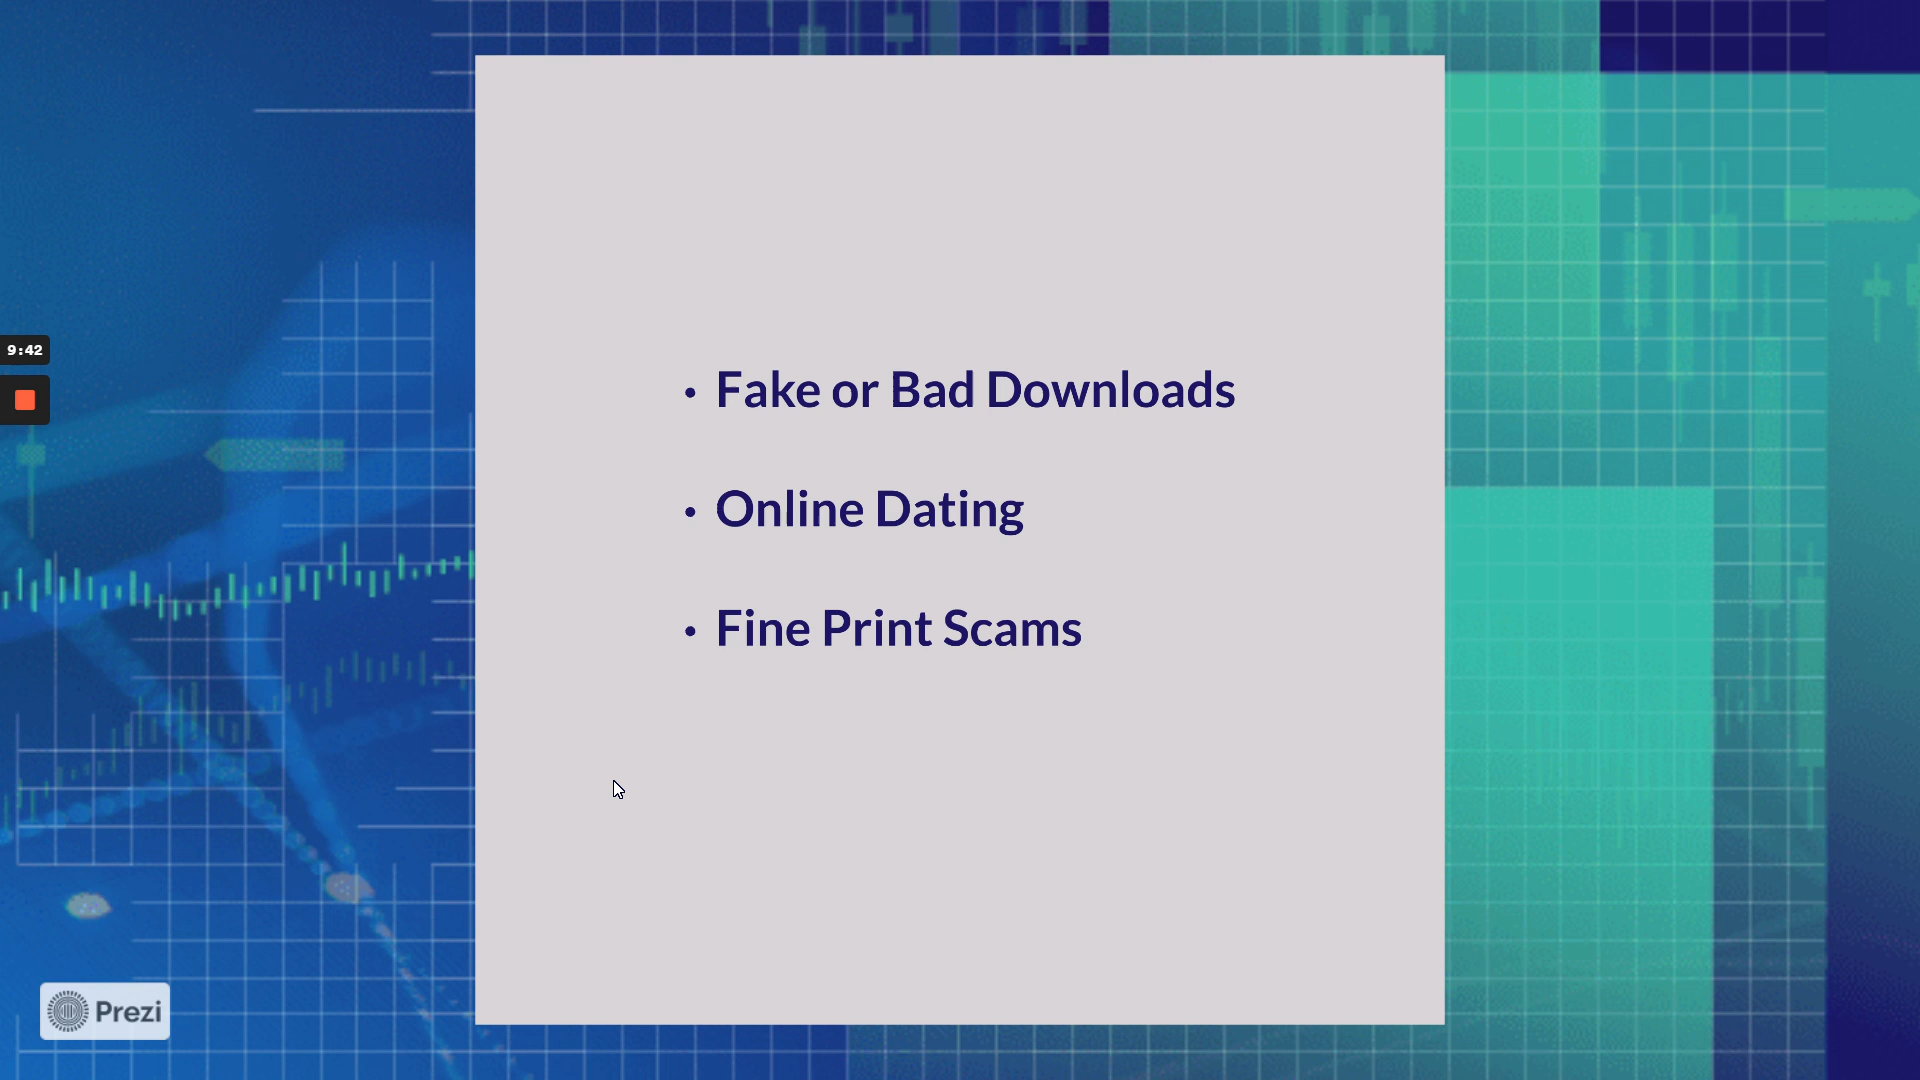 9:42
• Fake or Bad Downloads
• Online Dating
• Fine Print Scams
Prezi